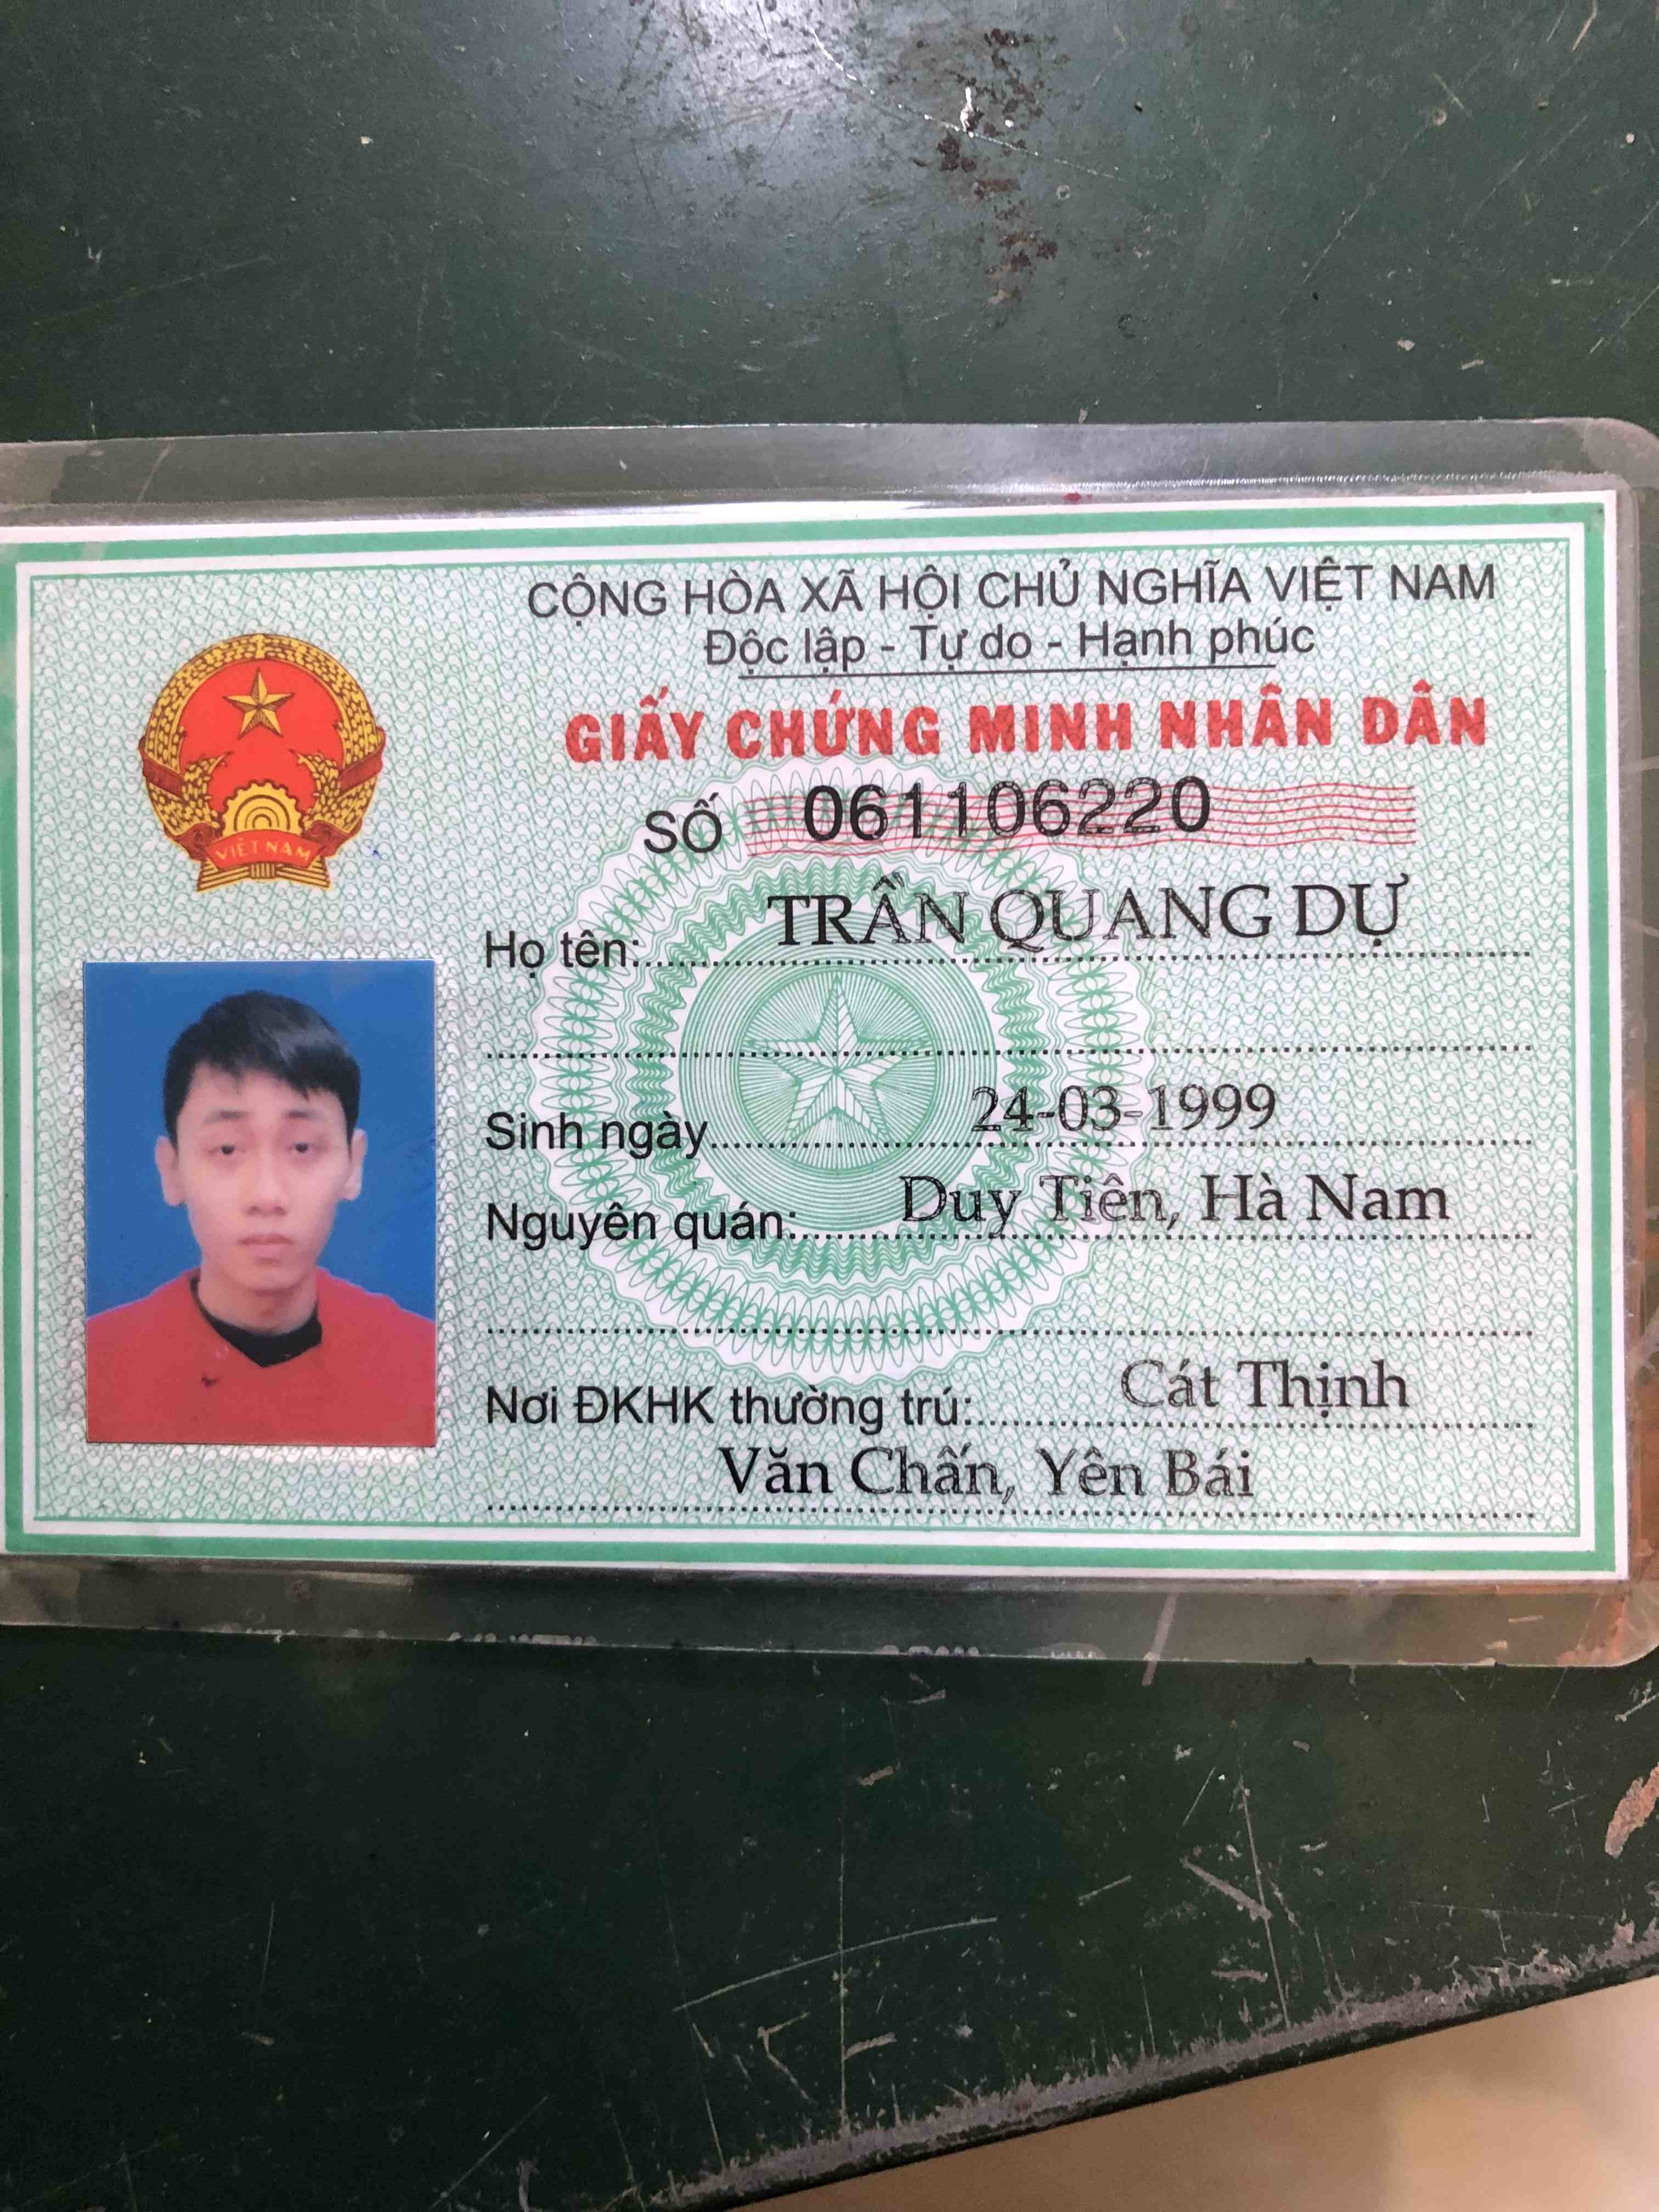 CỘNG HÒA XÃ HỘI CHỦ NGHĨA VIỆT NAM
Độc lập - Tự do - Hạnh phúc
GIẤY CHỨNG MINH NHÂN DÂN
SỐ 061106220
VIỆT NAM
Họ tên: TRẦN QUANG DỰ
Sinh ngày 24-03-1999
Nguyên quán: Duy Tiên, Hà Nam
Nơi ĐKHK thường trú: Cát Thịnh
Văn Chấn, Yên Bái